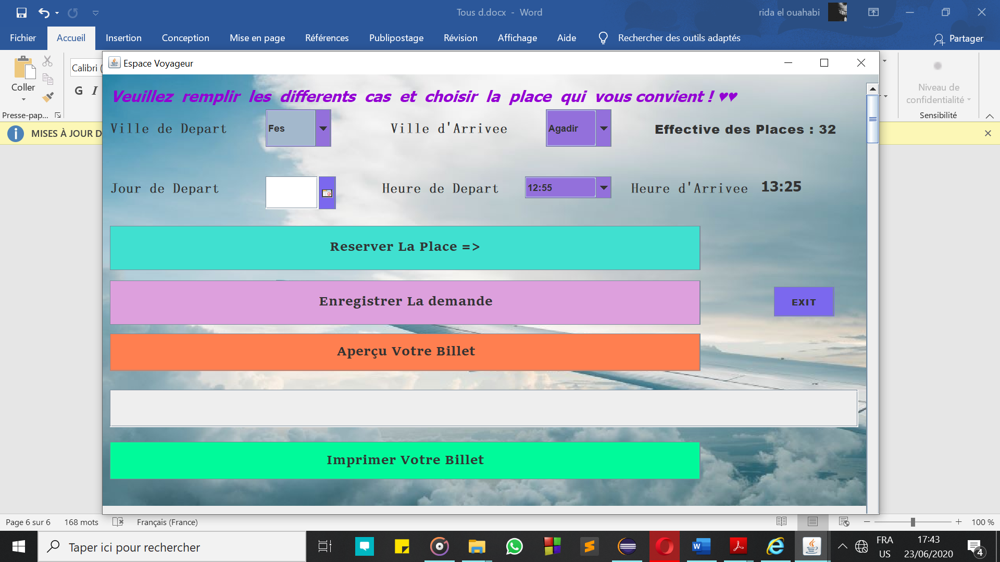 Tous d.docx - Word
rida el ouahabi
Fichier Accueil Insertion Conception Mise en page Références Publipostage Révision Affichage Aide Rechercher des outils adaptés Partager
Coller
Calibri (
G I
Presse-pap...
Niveau de
confidentialité
Sensibilité
MISES À JOUR D
Espace Voyageur
Veuillez remplir les differents cas et choisir la place qui vous convient ! ♥♥
Ville de Depart Fes Ville d'Arrivee Agadir Effective des Places : 32
Jour de Depart Heure de Depart 12:55 Heure d'Arrivee 13:25
Reserver La Place =>
Enregistrer La demande
EXIT
Aperçu Votre Billet
Imprimer Votre Billet
Page 6 sur 6 168 mots Français (France) 100 %
Taper ici pour rechercher
FRA
US
17:43
23/06/2020
4